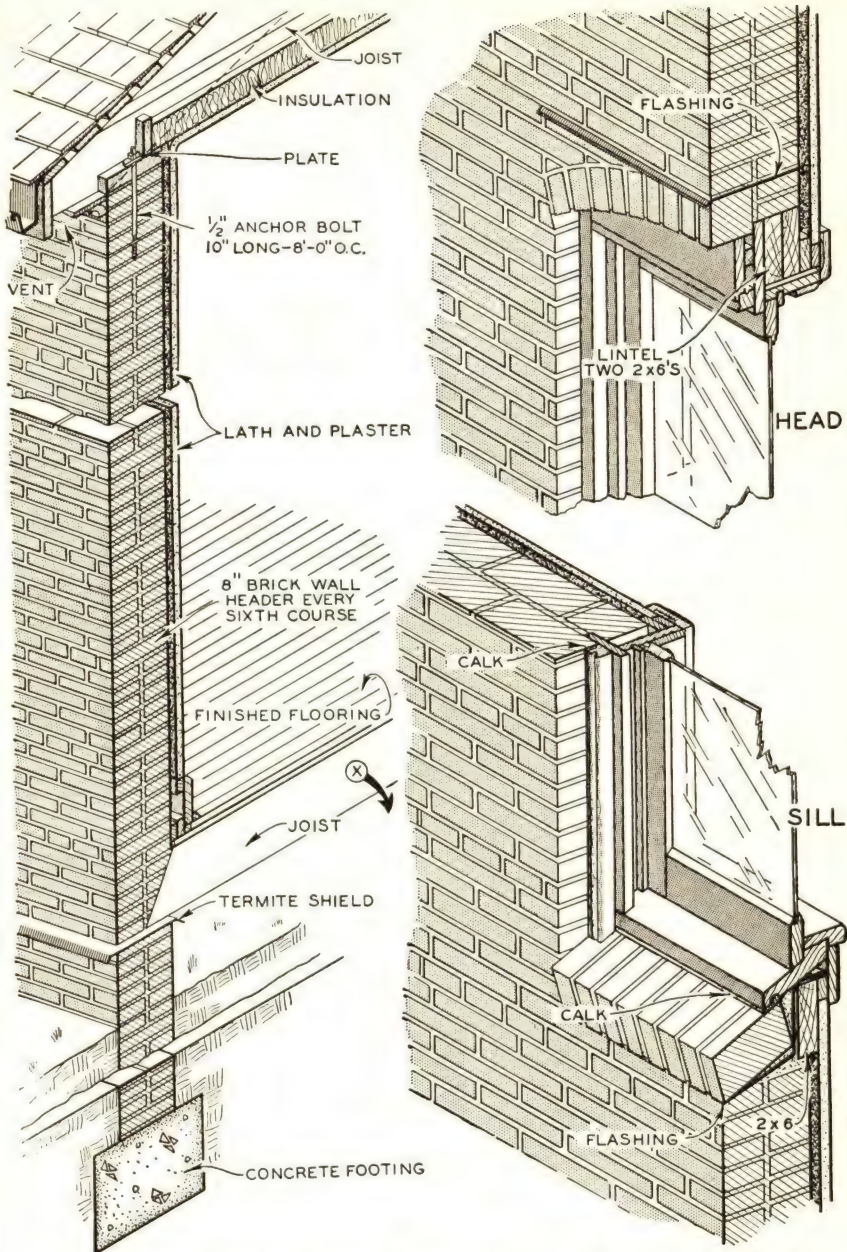 JOIST
INSULATION
PLATE
1/2" ANCHOR BOLT
10" LONG-8'-0" O.C.
VENT
LATH AND PLASTER
8" BRICK WALL
HEADER EVERY
SIXTH COURSE
FINISHED FLOORING
X
JOIST
TERMITE SHIELD
CONCRETE FOOTING
FLASHING
LINTEL
TWO 2x6'S
HEAD
CALK
SILL
CALK
FLASHING
2x6